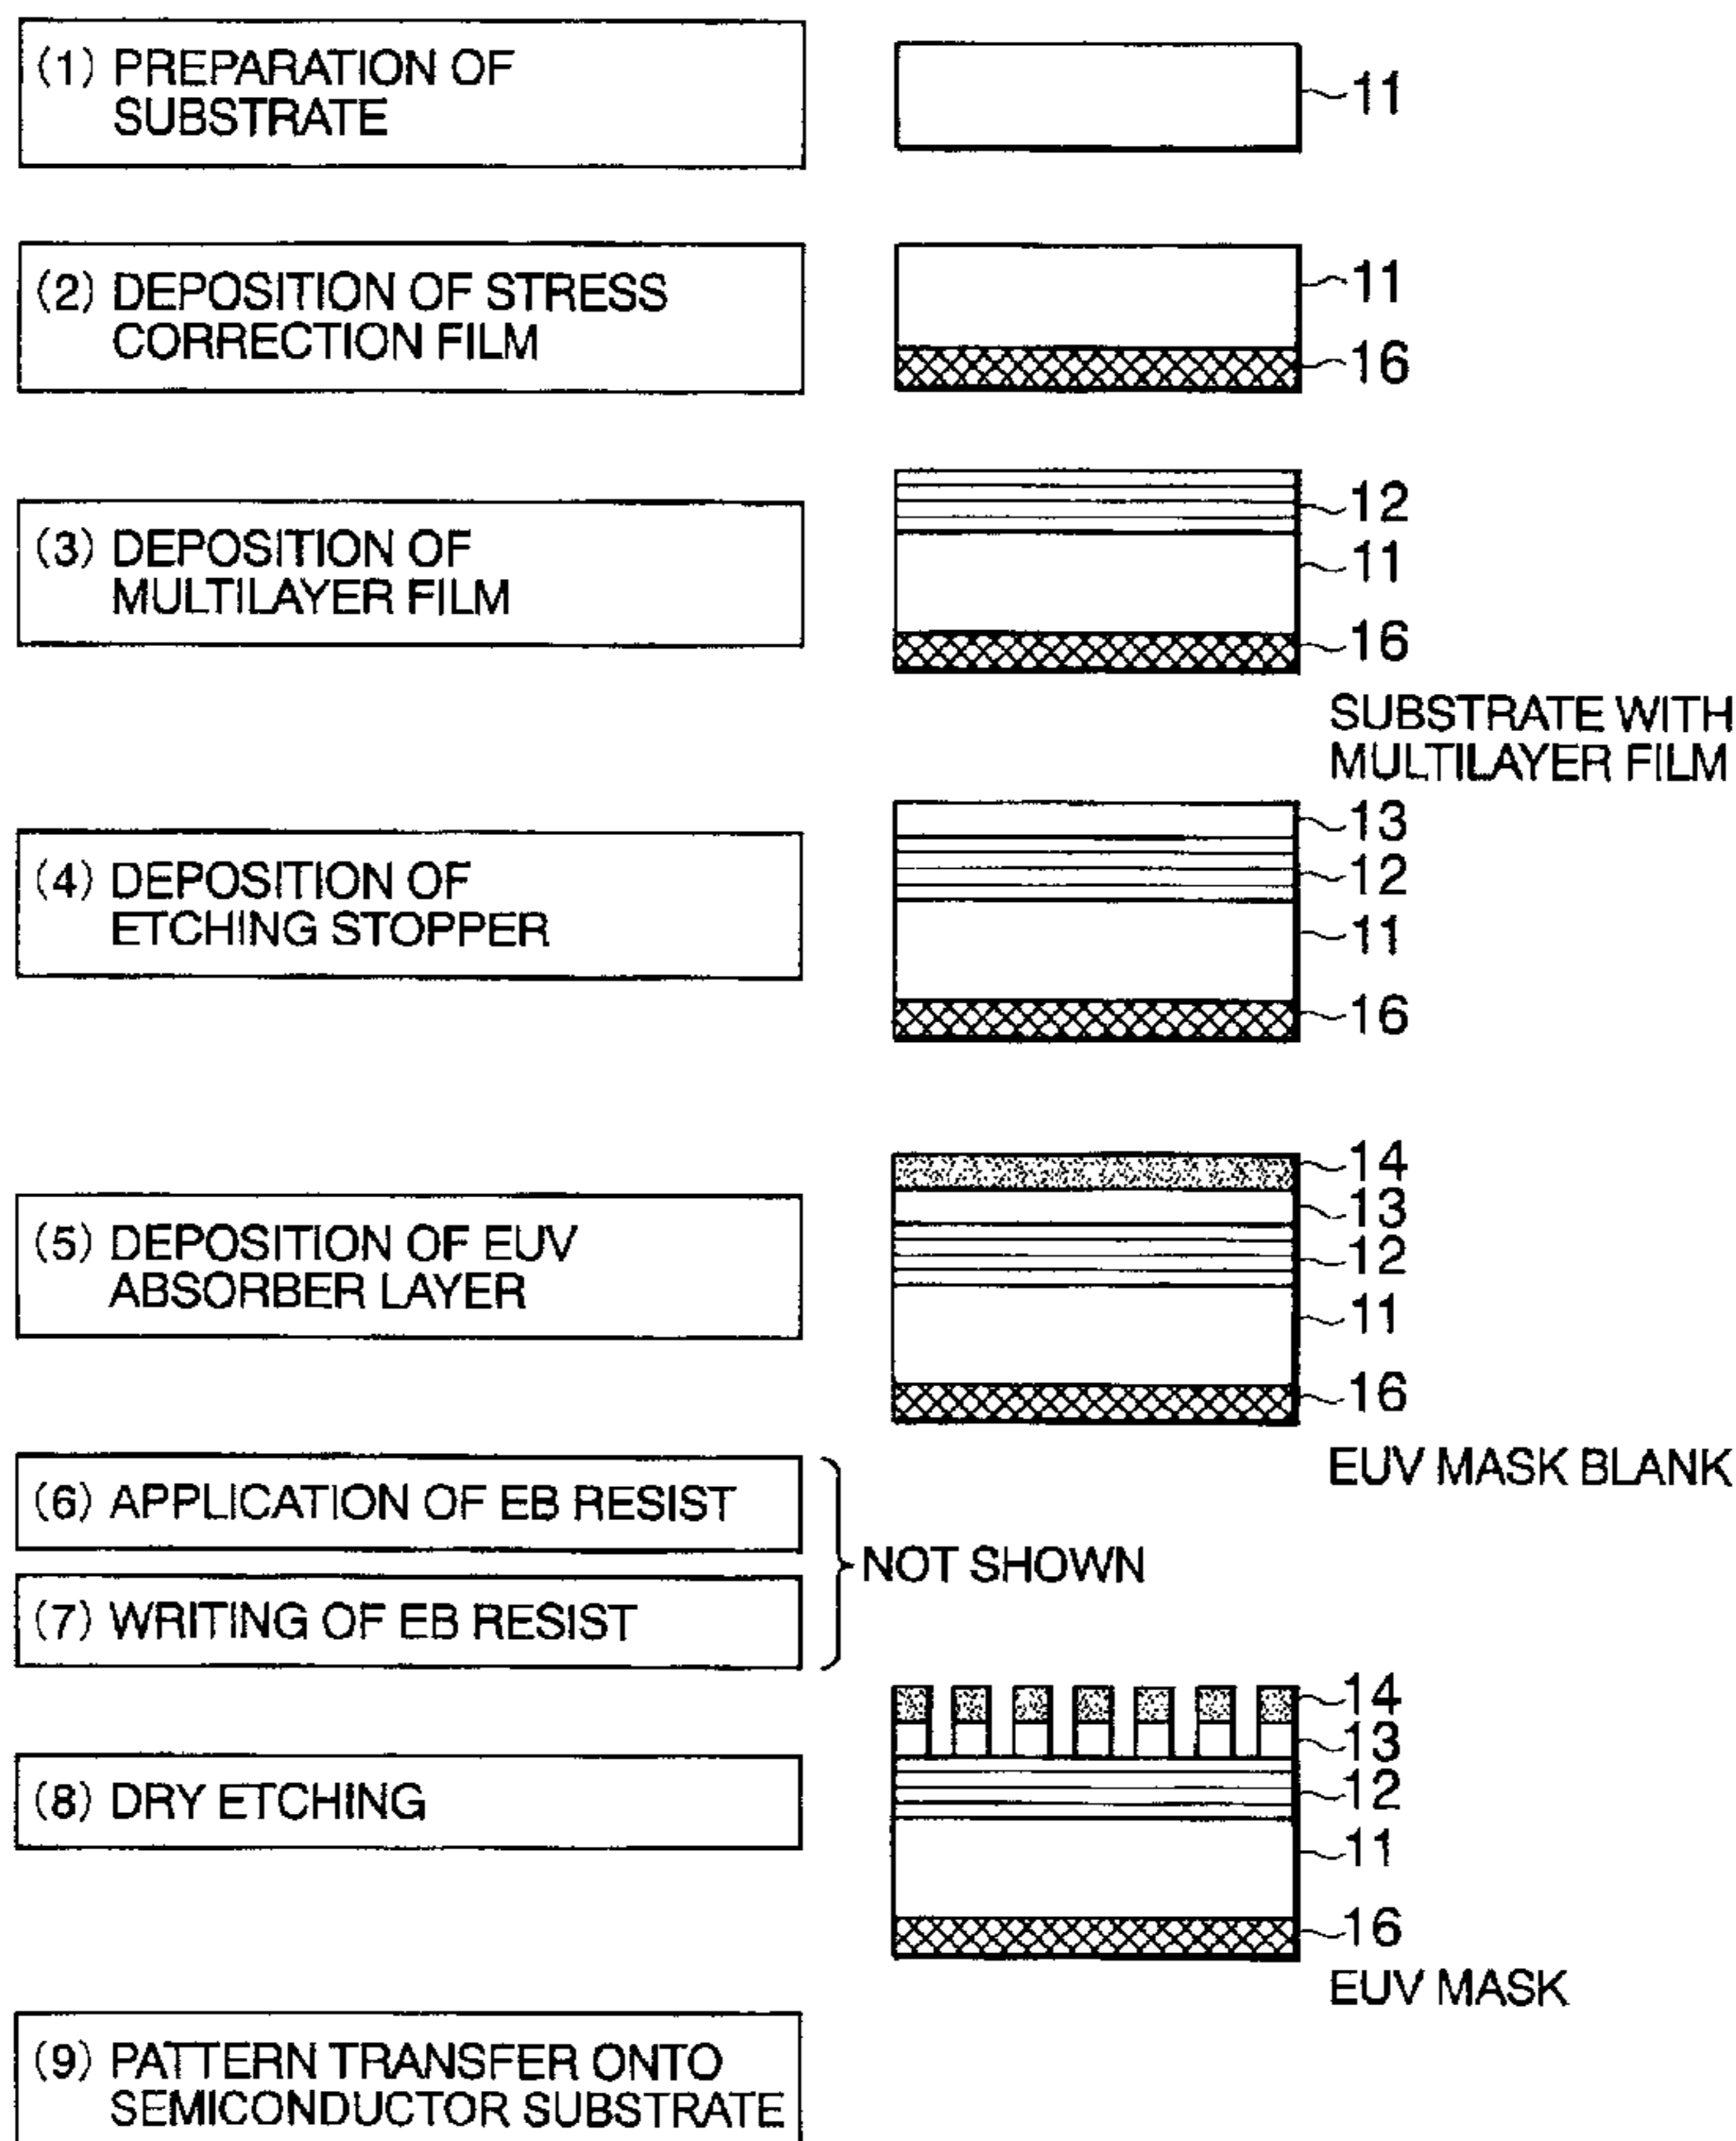 (1) PREPARATION OF
SUBSTRATE
11
(2) DEPOSITION OF STRESS
CORRECTION FILM
11
16
(3) DEPOSITION OF
MULTILAYER FILM
12
11
16
SUBSTRATE WITH
MULTILAYER FILM
(4) DEPOSITION OF
ETCHING STOPPER
13
12
11
16
(5) DEPOSITION OF EUV
ABSORBER LAYER
14
13
12
11
16
EUV MASK BLANK
(6) APPLICATION OF EB RESIST
(7) WRITING OF EB RESIST
NOT SHOWN
(8) DRY ETCHING
14
13
12
11
16
EUV MASK
(9) PATTERN TRANSFER ONTO
SEMICONDUCTOR SUBSTRATE